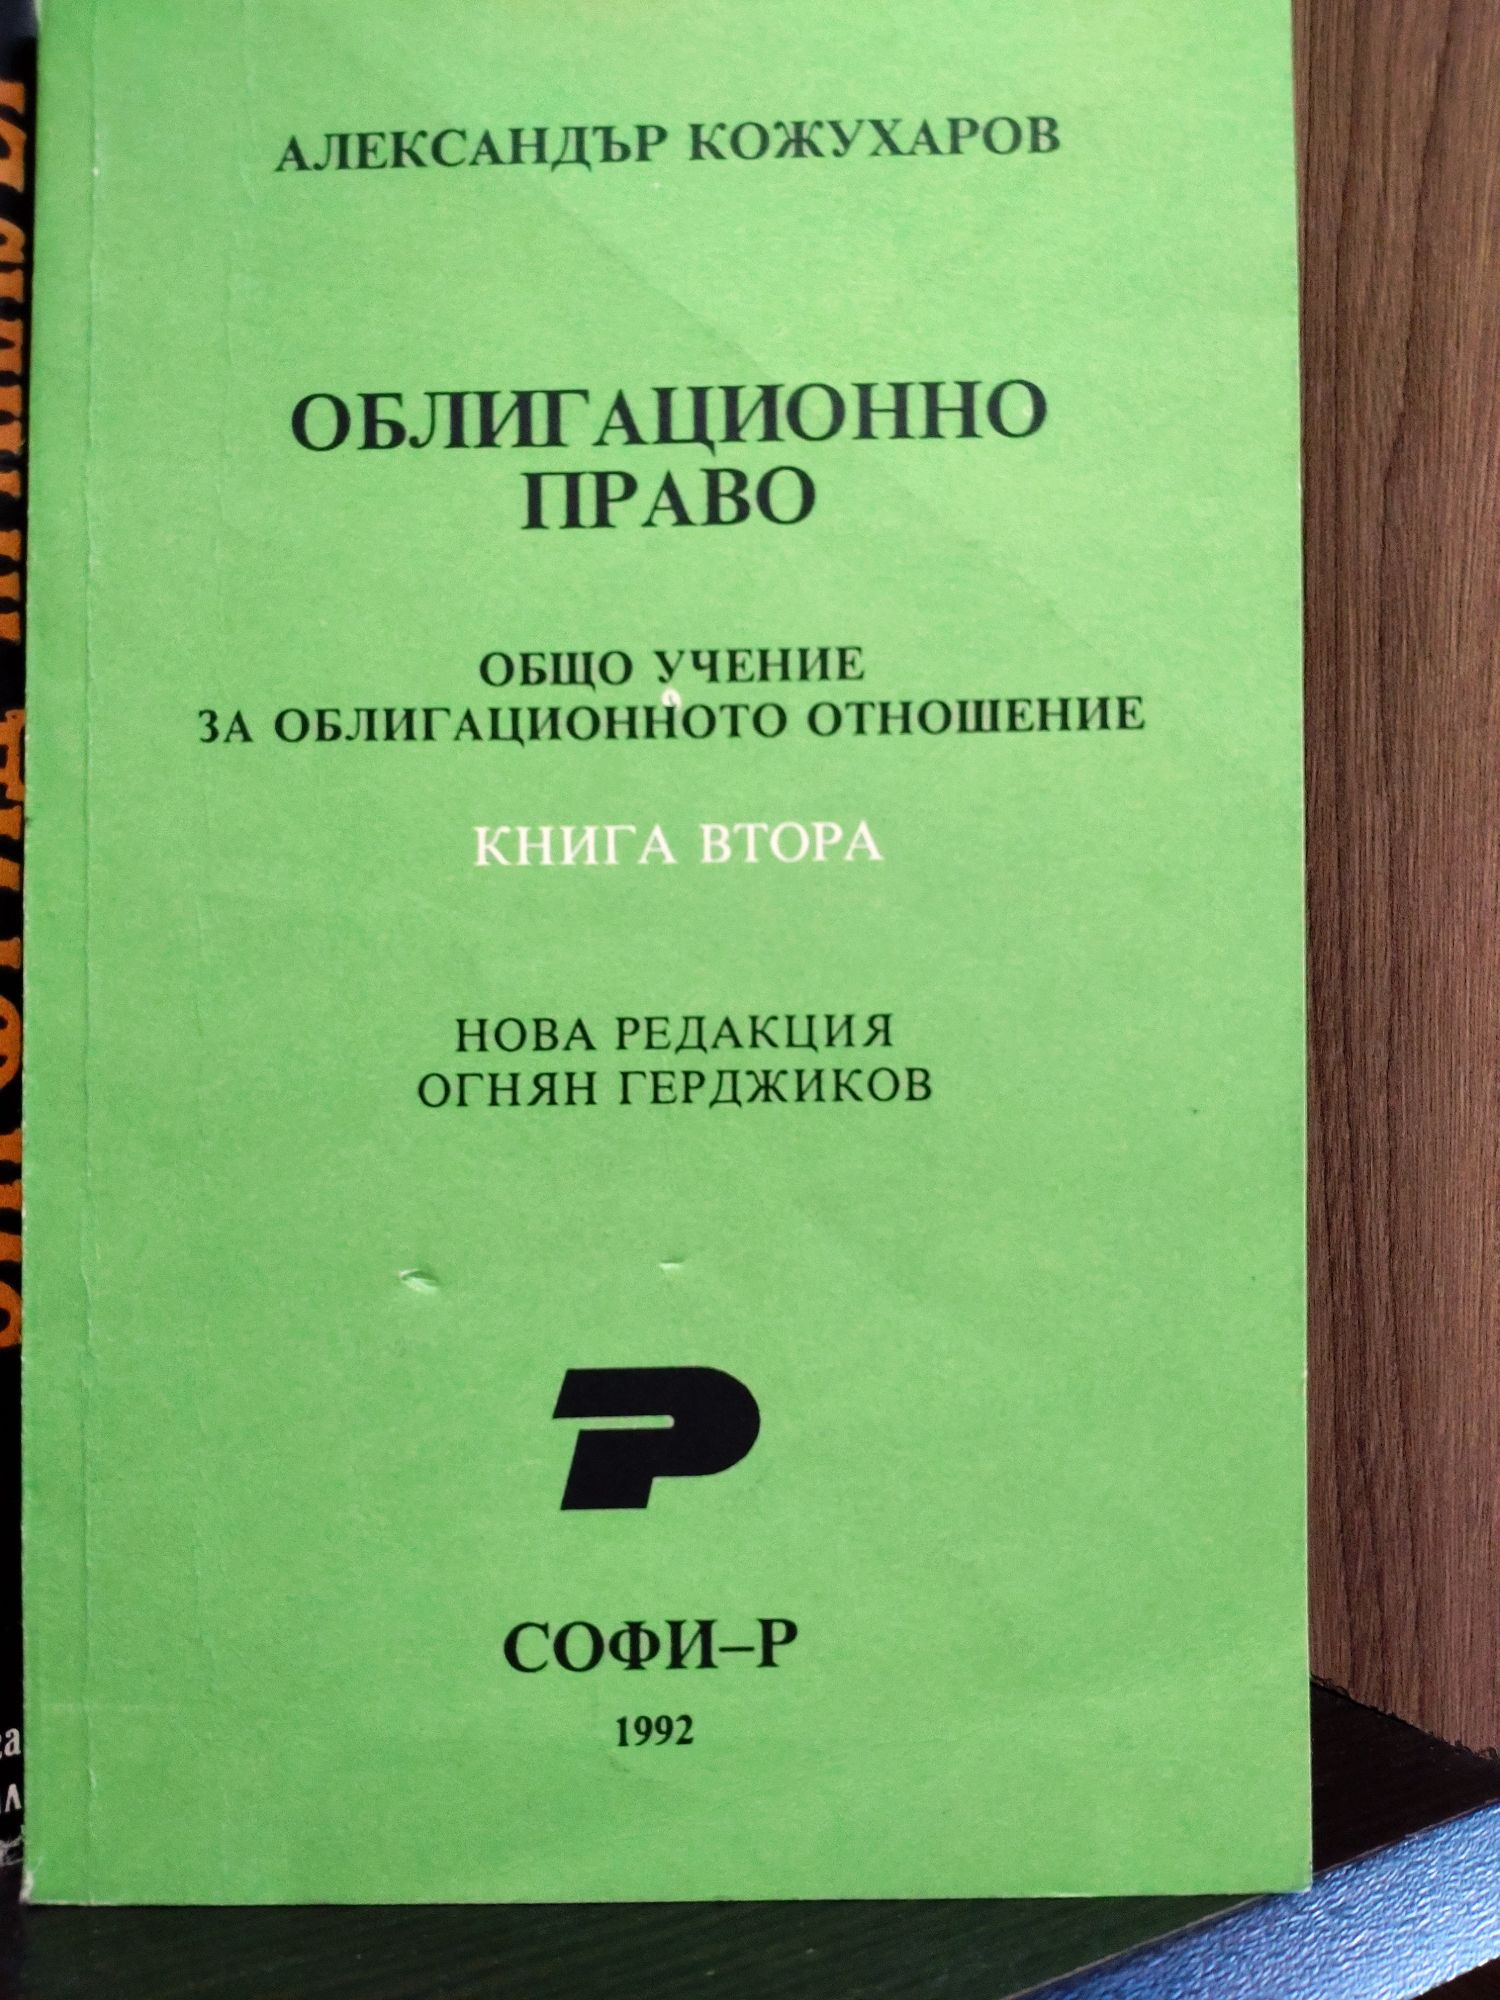 АЛЕКСАНДЪР КОЖУХАРОВ
ОБЛИГАЦИОННО
ПРАВО
ОБЩО УЧЕНИЕ
ЗА ОБЛИГАЦИОННОТО ОТНОШЕНИЕ
КНИГА ВТОРА
НОВА РЕДАКЦИЯ
ОГНЯН ГЕРДЖИКОВ
P
СОФИ–Р
1992